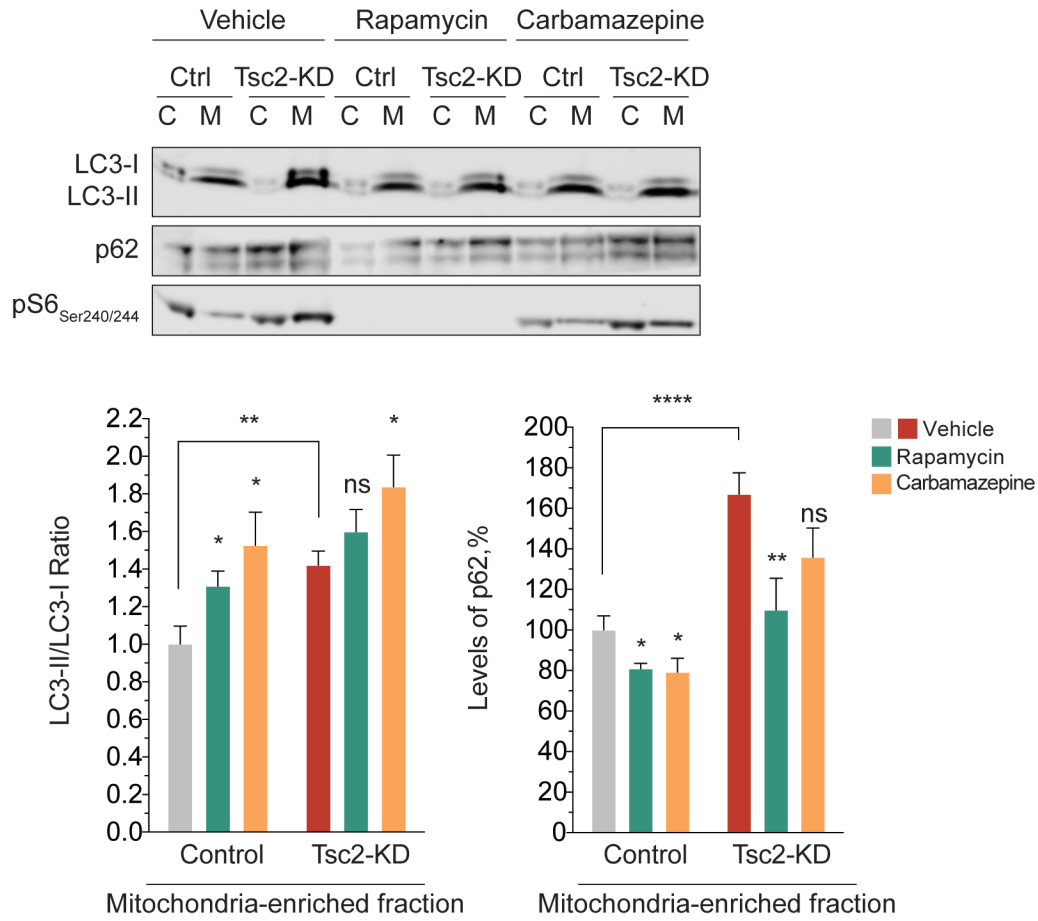 Vehicle Rapamycin Carbamazepine
Ctrl Tsc2-KD Ctrl Tsc2-KD Ctrl Tsc2-KD
C M C M C M C M C M C M
LC3-I
LC3-II
p62
pS6Ser240/244
LC3-II/LC3-I Ratio
2.2
2.0
1.8
1.6
1.4
1.2
1.0
0.8
0.6
0.4
0.2
0.0
** *
* * ns
Control Tsc2-KD
Mitochondria-enriched fraction
Levels of p62,%
200
180
160
140
120
100
80
60
40
20
0
****
* * ** ns
Control Tsc2-KD
Mitochondria-enriched fraction
Vehicle
Rapamycin
Carbamazepine